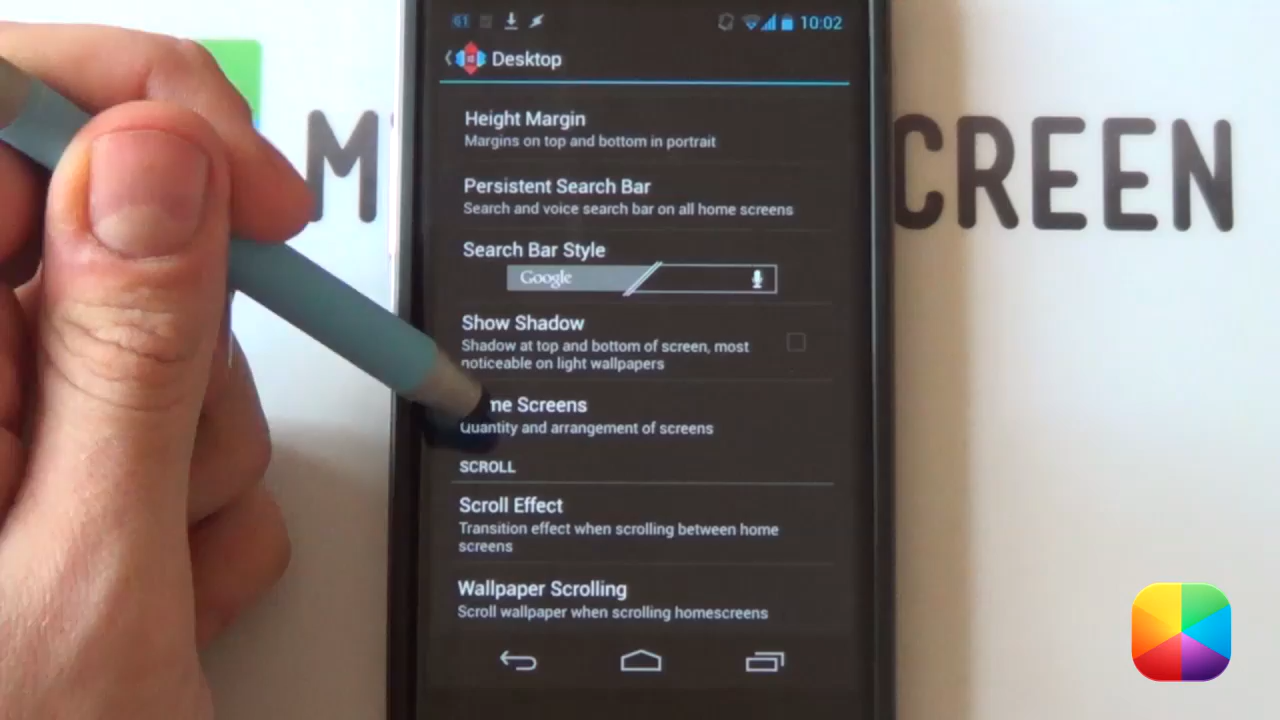 61 10:02
Desktop
Height Margin
Margins on top and bottom in portrait
M CREEN
Persistent Search Bar
Search and voice search bar on all home screens
Search Bar Style
Google
Show Shadow
Shadow at top and bottom of screen, most
noticeable on light wallpapers
me Screens
Quantity and arrangement of screens
SCROLL
Scroll Effect
Transition effect when scrolling between home
screens
Wallpaper Scrolling
Scroll wallpaper when scrolling homescreens